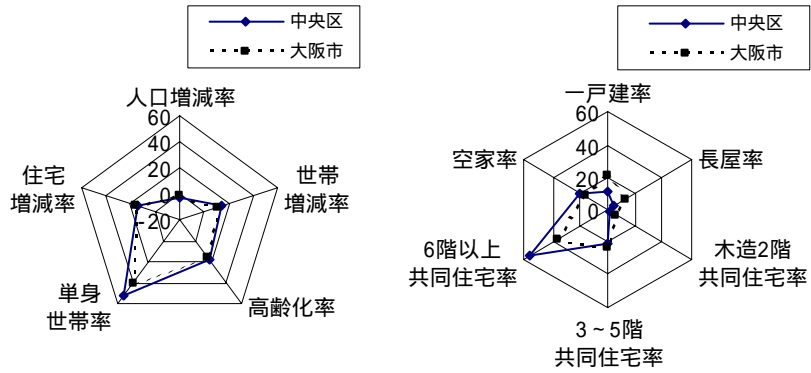 中央区
大阪市
人口増減率
60
40
20
0
-20
世帯
増減率
高齢化率
単身
世帯率
住宅
増減率
中央区
大阪市
一戸建率
60
40
20
0
長屋率
木造2階
共同住宅率
3~5階
共同住宅率
6階以上
共同住宅率
空家率